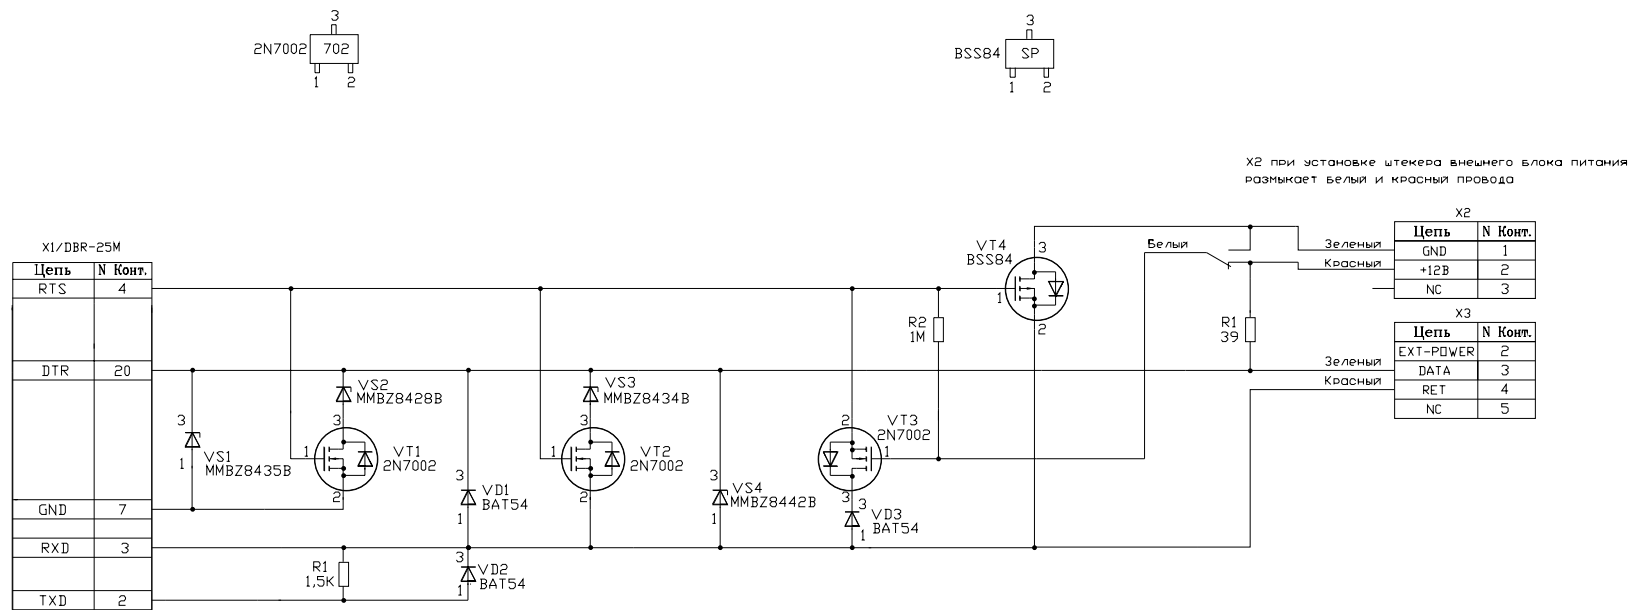 3
2N7002 702
1 2
3
BSS84 SP
1 2
X2 при установке штекера внешнего блока питания
размыкает белый и красный провода
X1/DBR-25M
Цепь N Конт.
RTS 4
DTR 20
GND 7
RXD 3
TXD 2
3
VS1
1 MMBZ8435B
VS2
MMBZ8428B
3
1 VT1
2N7002
2
R1
1,5K
3
VD1
BAT54
1
3
VD2
BAT54
1
VS3
MMBZ8434B
3
1 VT2
2N7002
2
3
VS4
MMBZ8442B
1
2 VT3
2N7002
1
3
3
VD3
BAT54
1
R2
1M
VT4
BSS84
3
1
2
Белый
R1
39
X2
Цепь N Конт.
Зеленый GND 1
Красный +12В 2
NC 3
X3
Цепь N Конт.
EXT-POWER 2
Зеленый DATA 3
Красный RET 4
NC 5